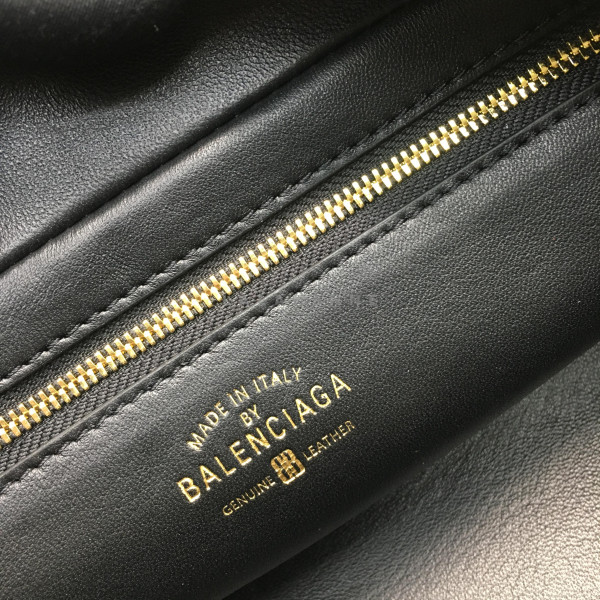 MADE IN ITALY
BY
BALENCIAGA
GENUINE LEATHER